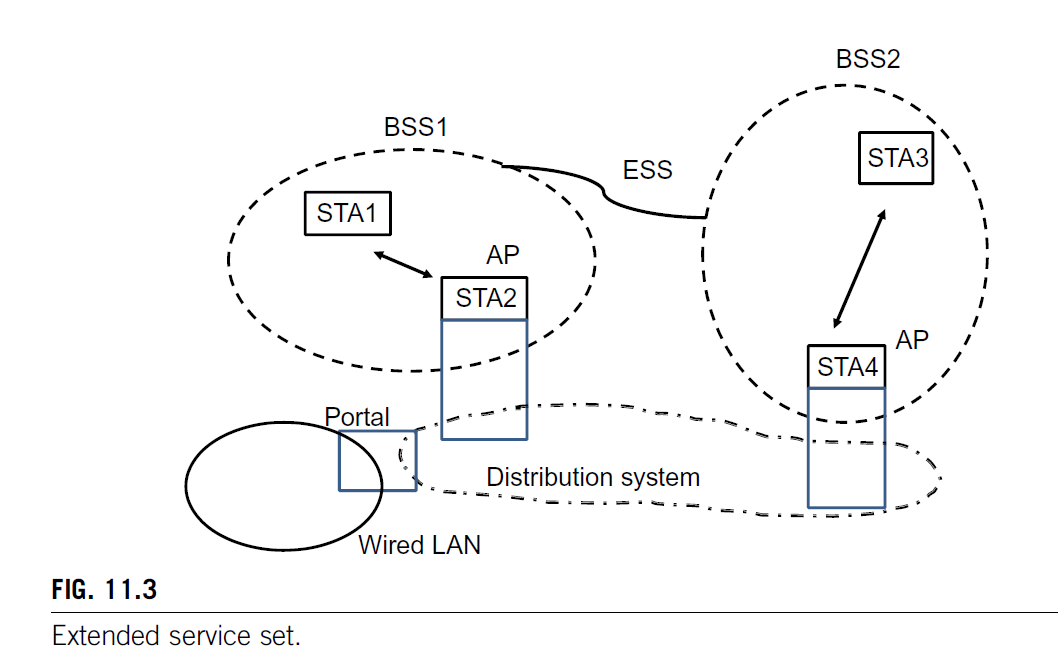 BSS2
BSS1
STA3
ESS
STA1
AP
STA2
AP
STA4
Portal
Distribution system
Wired LAN
FIG. 11.3
Extended service set.